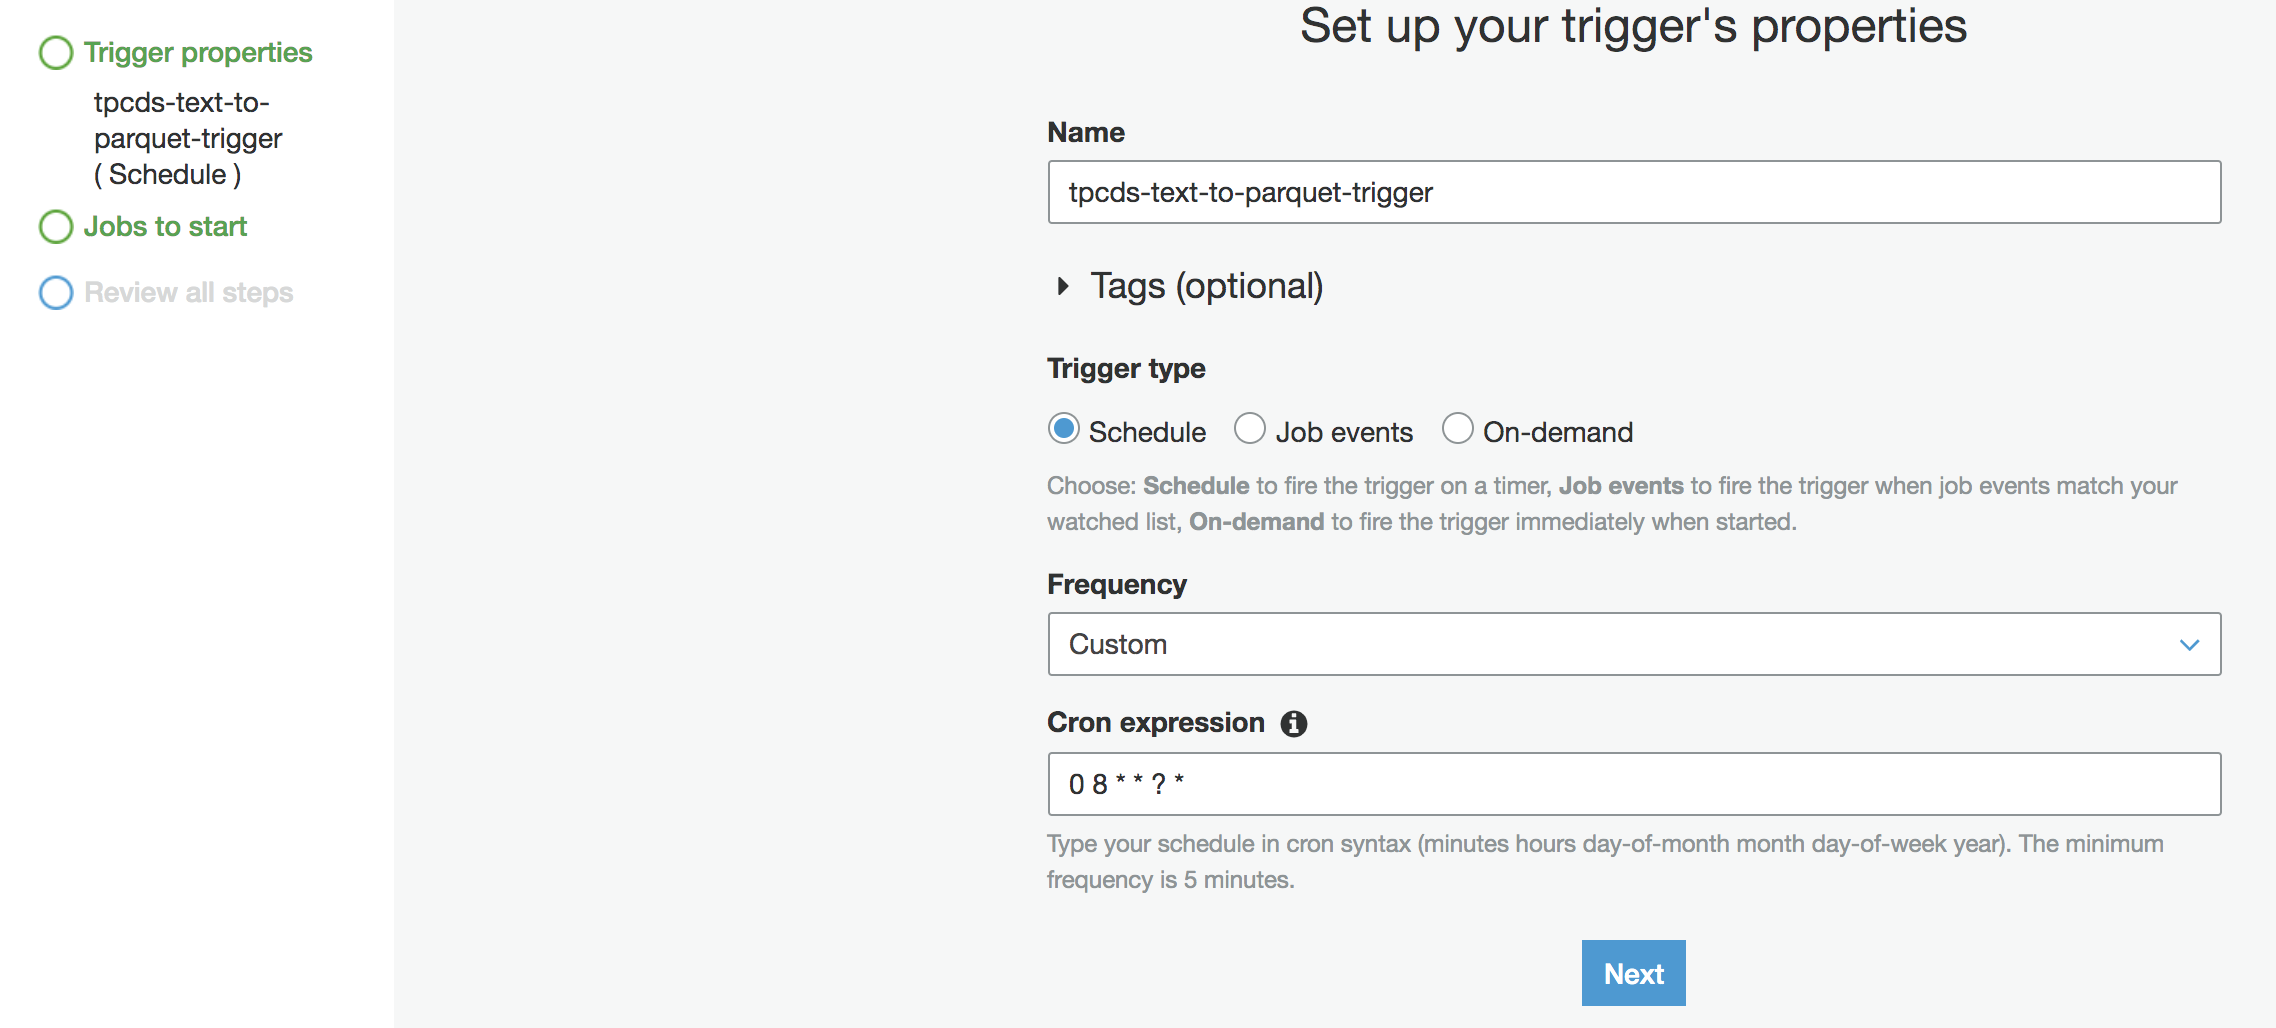 Trigger properties
tpcds-text-to-
parquet-trigger
( Schedule )
Jobs to start
Review all steps
Set up your trigger's properties
Name
tpcds-text-to-parquet-trigger
Tags (optional)
Trigger type
Schedule Job events On-demand
Choose: Schedule to fire the trigger on a timer, Job events to fire the trigger when job events match your
watched list, On-demand to fire the trigger immediately when started.
Frequency
Custom
Cron expression
0 8 * * ? *
Type your schedule in cron syntax (minutes hours day-of-month month day-of-week year). The minimum
frequency is 5 minutes.
Next